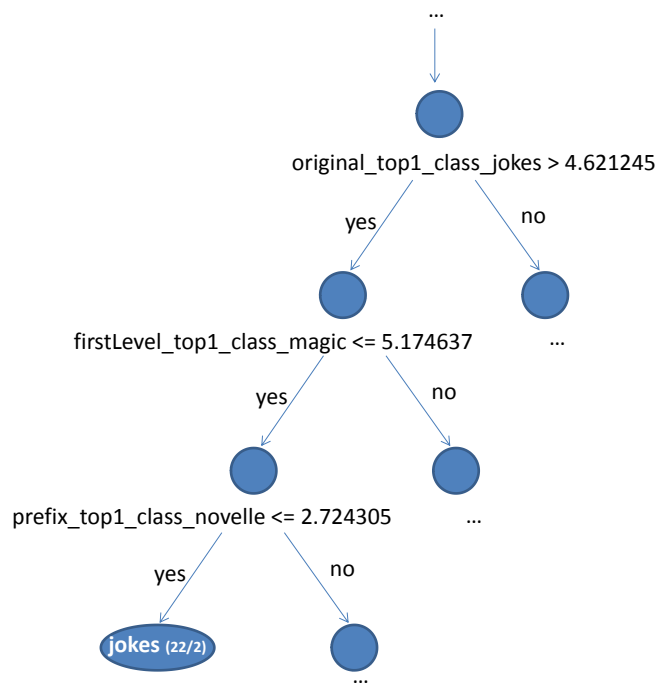 ...
original_top1_class_jokes > 4.621245
yes
no
firstLevel_top1_class_magic <= 5.174637
...
yes
no
prefix_top1_class_novelle <= 2.724305
...
yes
no
jokes (22/2)
...